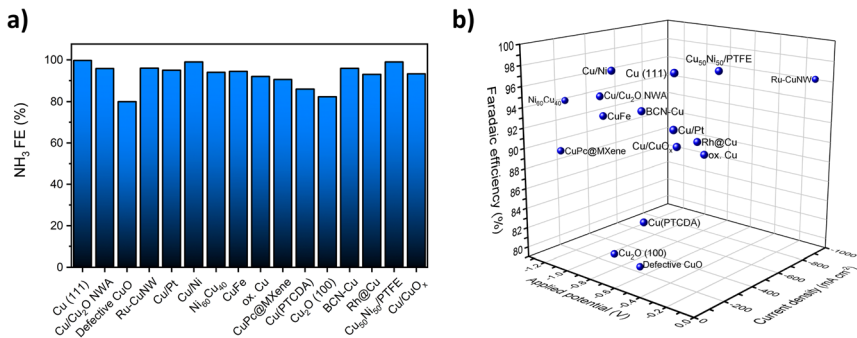 a)
NH₃ FE (%)
100
80
60
40
20
0
Cu (111)
Cu/Cu₂O NWA
Defective CuO
Ru-CuNW
Cu/Pt
Cu/Ni
Ni₆₀Cu₄₀
CuFe
ox. Cu
CuPc@MXene
Cu(PTCDA)
Cu₂O (100)
BCN-Cu
Rh@Cu
Cu₅₀Ni₅₀/PTFE
Cu/CuOₓ
b)
Faradaic efficiency (%)
100
98
96
94
92
90
88
86
84
82
80
Cu₅₀Ni₅₀/PTFE
Cu/Ni
Cu (111)
Ru-CuNW
Ni₆₀Cu₄₀
Cu/Cu₂O NWA
CuFe
BCN-Cu
Cu/Pt
CuPc@MXene
Cu/CuOₓ
Rh@Cu
ox. Cu
Cu(PTCDA)
Cu₂O (100)
Defective CuO
-1.2
-1.0
-0.8
-0.6
-0.4
-0.2
0.0
Applied potential (V)
0
-200
-400
-600
-800
-1000
Current density (mA.cm²)